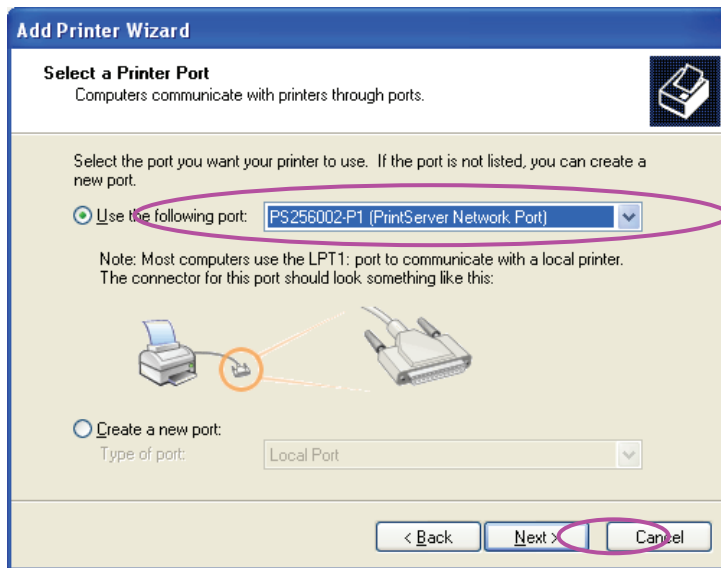 Add Printer Wizard
Select a Printer Port
Computers communicate with printers through ports.
Select the port you want your printer to use. If the port is not listed, you can create a
new port.
Use the following port: PS256002-P1 (PrintServer Network Port)
Note: Most computers use the LPT1: port to communicate with a local printer.
The connector for this port should look something like this:
Create a new port:
Type of port: Local Port
< Back Next > Cancel